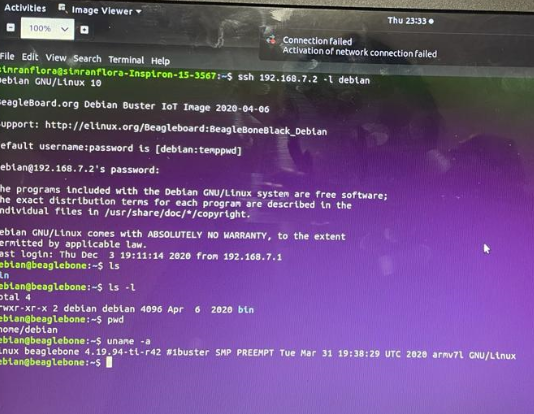 Activities Image Viewer
Thu 23:33
100%
Connection failed
Activation of network connection failed
File Edit View Search Terminal Help
simranflora@simranflora-Inspiron-15-3567:~$ ssh 192.168.7.2 -l debian
ebian GNU/Linux 10
eagleBoard.org Debian Buster IoT Image 2020-04-06
upport: http://elinux.org/Beagleboard:BeagleBoneBlack_Debian
efault username:password is [debian:temppwd]
ebian@192.168.7.2's password:
he programs included with the Debian GNU/Linux system are free software;
he exact distribution terms for each program are described in the
ndividual files in /usr/share/doc/*/copyright.
ebian GNU/Linux comes with ABSOLUTELY NO WARRANTY, to the extent
ermitted by applicable law.
ast login: Thu Dec 3 19:11:14 2020 from 192.168.7.1
ebian@beaglebone:~$ ls
in
ebian@beaglebone:~$ ls -l
otal 4
rwxr-xr-x 2 debian debian 4096 Apr 6 2020 bin
ebian@beaglebone:~$ pwd
home/debian
ebian@beaglebone:~$ uname -a
inux beaglebone 4.19.94-ti-r42 #1buster SMP PREEMPT Tue Mar 31 19:38:29 UTC 2020 armv7l GNU/Linux
ebian@beaglebone:~$